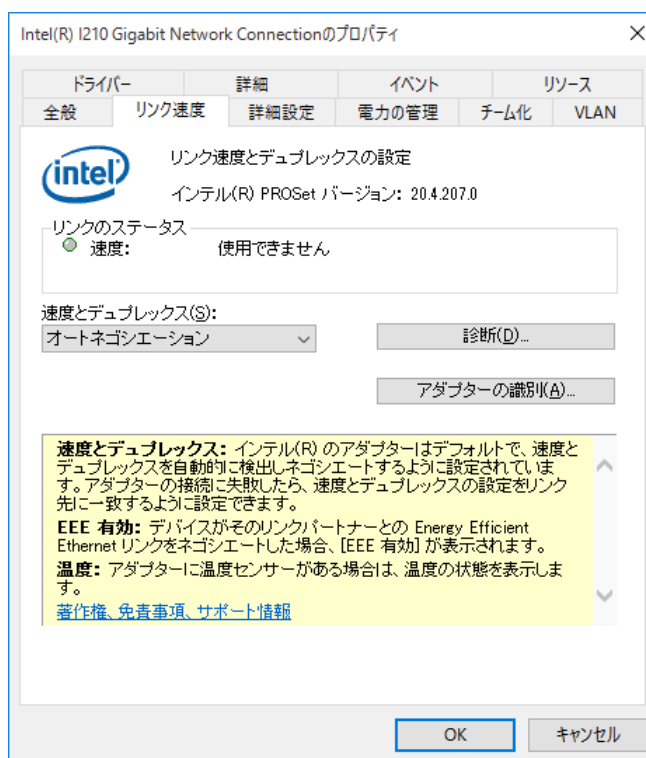 Intel(R) I210 Gigabit Network Connectionのプロパティ
ドライバー 詳細 イベント リソース
全般 リンク速度 詳細設定 電力の管理 チーム化 VLAN
intel
リンク速度とデュプレックスの設定
インテル(R) PROSet バージョン: 20.4.207.0
リンクのステータス
速度: 使用できません
速度とデュプレックス(S):
オートネゴシエーション
診断(D)...
アダプターの識別(A)...
速度とデュプレックス: インテル(R) のアダプターはデフォルトで、速度と
デュプレックスを自動的に検出しネゴシエートするように設定されていま
す。アダプターの接続に失敗したら、速度とデュプレックスの設定をリンク
先に一致するように設定できます。
EEE 有効: デバイスがそのリンクパートナーとの Energy Efficient
Ethernet リンクをネゴシエートした場合、[EEE 有効] が表示されます。
温度: アダプターに温度センサーがある場合は、温度の状態を表示しま
す。
著作権、免責事項、サポート情報
OK キャンセル